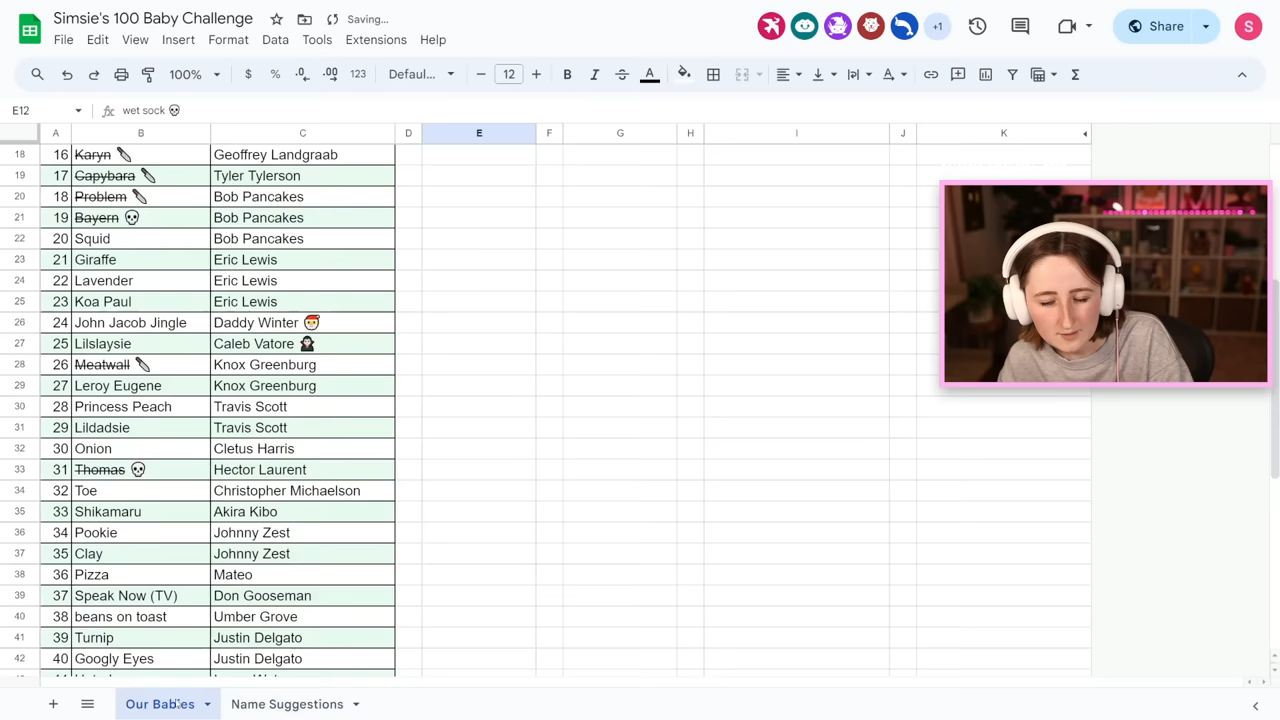 Simsie's 100 Baby Challenge Saving...
File Edit View Insert Format Data Tools Extensions Help
+1 Share S
100% $ % .0 .00 123 Defaul... 12 B I A
E12 fx wet sock 💀
A B C D E F G H I J K
18 16 Karyn 🔪 Geoffrey Landgraab
19 17 Capybara 🔪 Tyler Tylerson
20 18 Problem 🔪 Bob Pancakes
21 19 Bayern 💀 Bob Pancakes
22 20 Squid Bob Pancakes
23 21 Giraffe Eric Lewis
24 22 Lavender Eric Lewis
25 23 Koa Paul Eric Lewis
26 24 John Jacob Jingle Daddy Winter 🎅
27 25 Lilslaysie Caleb Vatore 🧛🏻‍♂️
28 26 Meatwall 🔪 Knox Greenburg
29 27 Leroy Eugene Knox Greenburg
30 28 Princess Peach Travis Scott
31 29 Lildadsie Travis Scott
32 30 Onion Cletus Harris
33 31 Thomas 💀 Hector Laurent
34 32 Toe Christopher Michaelson
35 33 Shikamaru Akira Kibo
36 34 Pookie Johnny Zest
37 35 Clay Johnny Zest
38 36 Pizza Mateo
39 37 Speak Now (TV) Don Gooseman
40 38 beans on toast Umber Grove
41 39 Turnip Justin Delgato
42 40 Googly Eyes Justin Delgato
Our Babies Name Suggestions